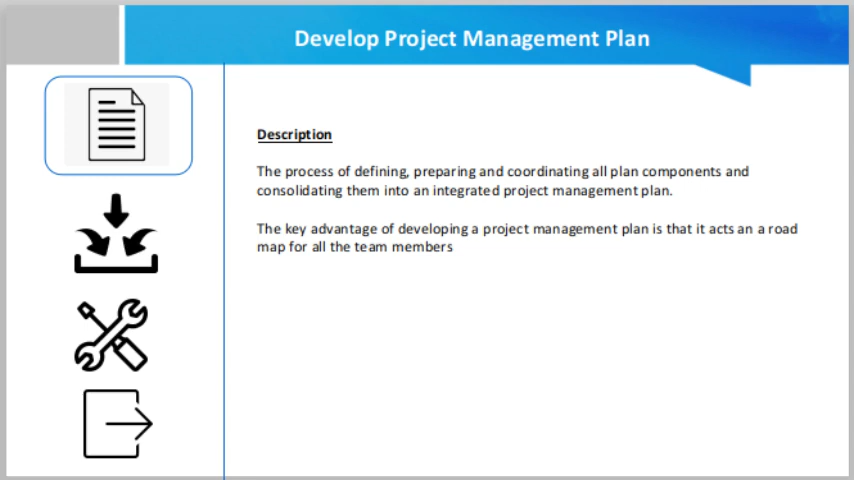 Develop Project Management Plan
Description
The process of defining, preparing and coordinating all plan components and
consolidating them into an integrated project management plan.
The key advantage of developing a project management plan is that it acts an a road
map for all the team members